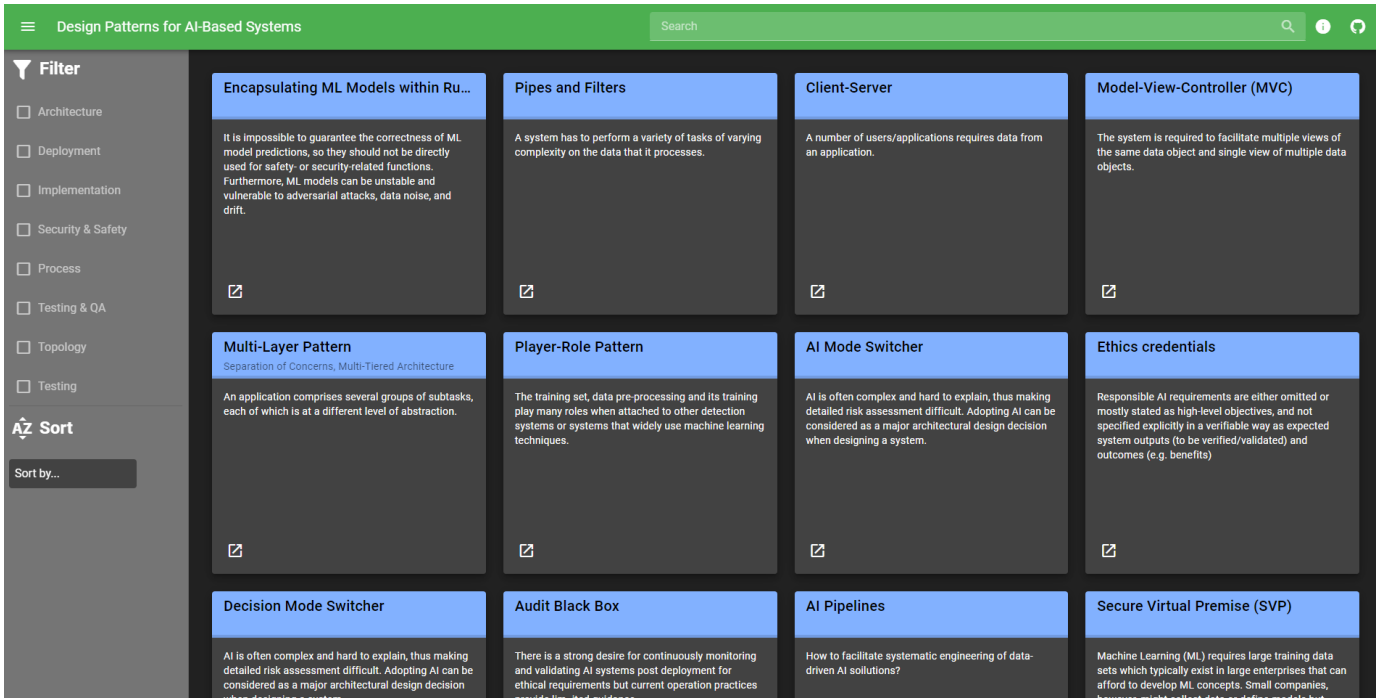 Design Patterns for AI-Based Systems
Search
Filter
Architecture
Deployment
Implementation
Security & Safety
Process
Testing & QA
Topology
Testing
AZ Sort
Sort by...
Encapsulating ML Models within Ru...
It is impossible to guarantee the correctness of ML
model predictions, so they should not be directly
used for safety- or security-related functions.
Furthermore, ML models can be unstable and
vulnerable to adversarial attacks, data noise, and
drift.
Pipes and Filters
A system has to perform a variety of tasks of varying
complexity on the data that it processes.
Client-Server
A number of users/applications requires data from
an application.
Model-View-Controller (MVC)
The system is required to facilitate multiple views of
the same data object and single view of multiple data
objects.
Multi-Layer Pattern
Separation of Concerns, Multi-Tiered Architecture
An application comprises several groups of subtasks,
each of which is at a different level of abstraction.
Player-Role Pattern
The training set, data pre-processing and its training
play many roles when attached to other detection
systems or systems that widely use machine learning
techniques.
AI Mode Switcher
AI is often complex and hard to explain, thus making
detailed risk assessment difficult. Adopting AI can be
considered as a major architectural design decision
when designing a system.
Ethics credentials
Responsible AI requirements are either omitted or
mostly stated as high-level objectives, and not
specified explicitly in a verifiable way as expected
system outputs (to be verified/validated) and
outcomes (e.g. benefits)
Decision Mode Switcher
AI is often complex and hard to explain, thus making
detailed risk assessment difficult. Adopting AI can be
considered as a major architectural design decision
when designing a system
Audit Black Box
There is a strong desire for continuously monitoring
and validating AI systems post deployment for
ethical requirements but current operation practices
provide lim-ited guidance
AI Pipelines
How to facilitate systematic engineering of data-
driven AI soilutions?
Secure Virtual Premise (SVP)
Machine Learning (ML) requires large training data
sets which typically exist in large enterprises that can
afford to develop ML concepts. Small companies,
however might collect data or define models but